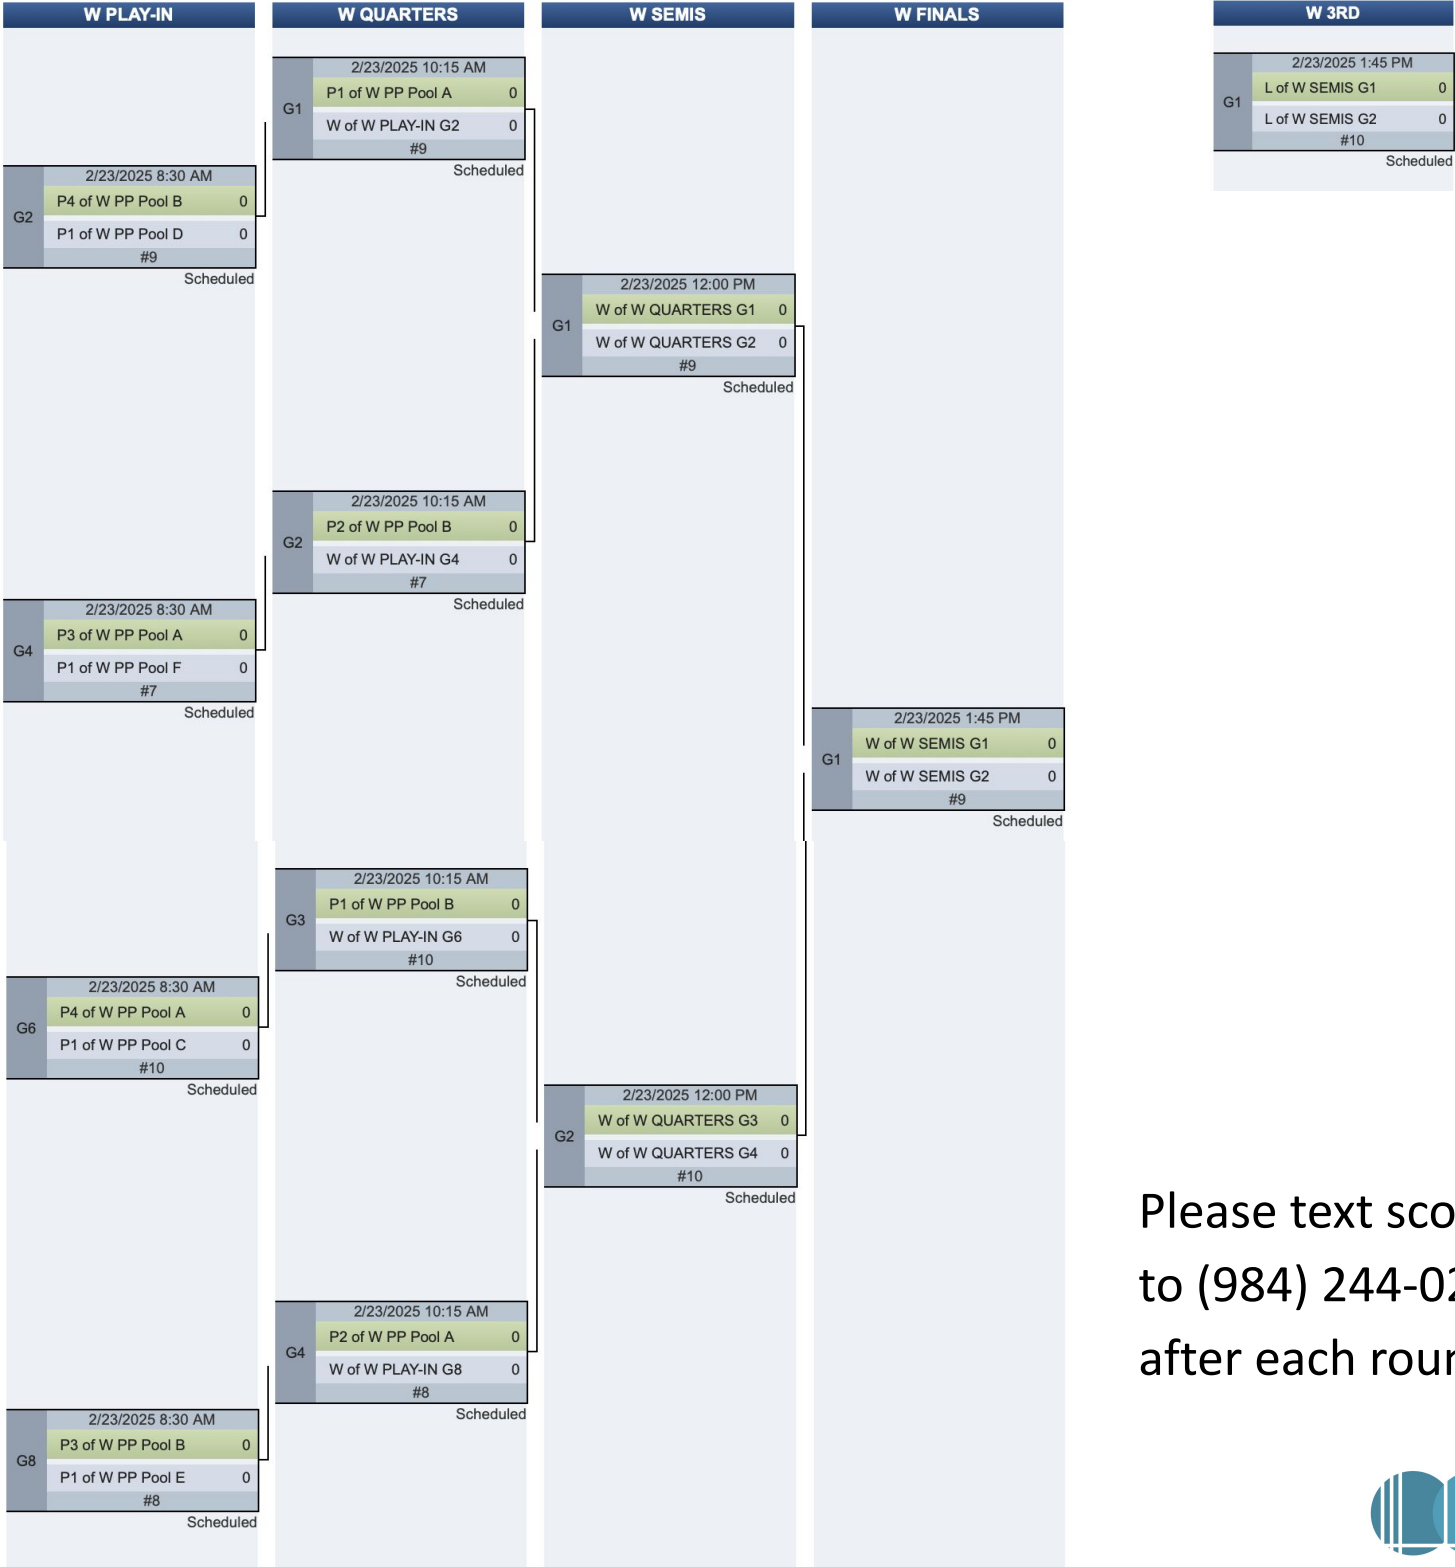 W PLAY-IN
W QUARTERS
W SEMIS
W FINALS
W 3RD
2/23/2025 8:30 AM
G2
P4 of W PP Pool B 0
P1 of W PP Pool D 0
#9
Scheduled
2/23/2025 8:30 AM
G4
P3 of W PP Pool A 0
P1 of W PP Pool F 0
#7
Scheduled
2/23/2025 8:30 AM
G6
P4 of W PP Pool A 0
P1 of W PP Pool C 0
#10
Scheduled
2/23/2025 8:30 AM
G8
P3 of W PP Pool B 0
P1 of W PP Pool E 0
#8
Scheduled
2/23/2025 10:15 AM
G1
P1 of W PP Pool A 0
W of W PLAY-IN G2 0
#9
Scheduled
2/23/2025 10:15 AM
G2
P2 of W PP Pool B 0
W of W PLAY-IN G4 0
#7
Scheduled
2/23/2025 10:15 AM
G3
P1 of W PP Pool B 0
W of W PLAY-IN G6 0
#10
Scheduled
2/23/2025 10:15 AM
G4
P2 of W PP Pool A 0
W of W PLAY-IN G8 0
#8
Scheduled
2/23/2025 12:00 PM
G1
W of W QUARTERS G1 0
W of W QUARTERS G2 0
#9
Scheduled
2/23/2025 12:00 PM
G2
W of W QUARTERS G3 0
W of W QUARTERS G4 0
#10
Scheduled
2/23/2025 1:45 PM
G1
W of W SEMIS G1 0
W of W SEMIS G2 0
#9
Scheduled
2/23/2025 1:45 PM
G1
L of W SEMIS G1 0
L of W SEMIS G2 0
#10
Scheduled
Please text
to (984)
after each